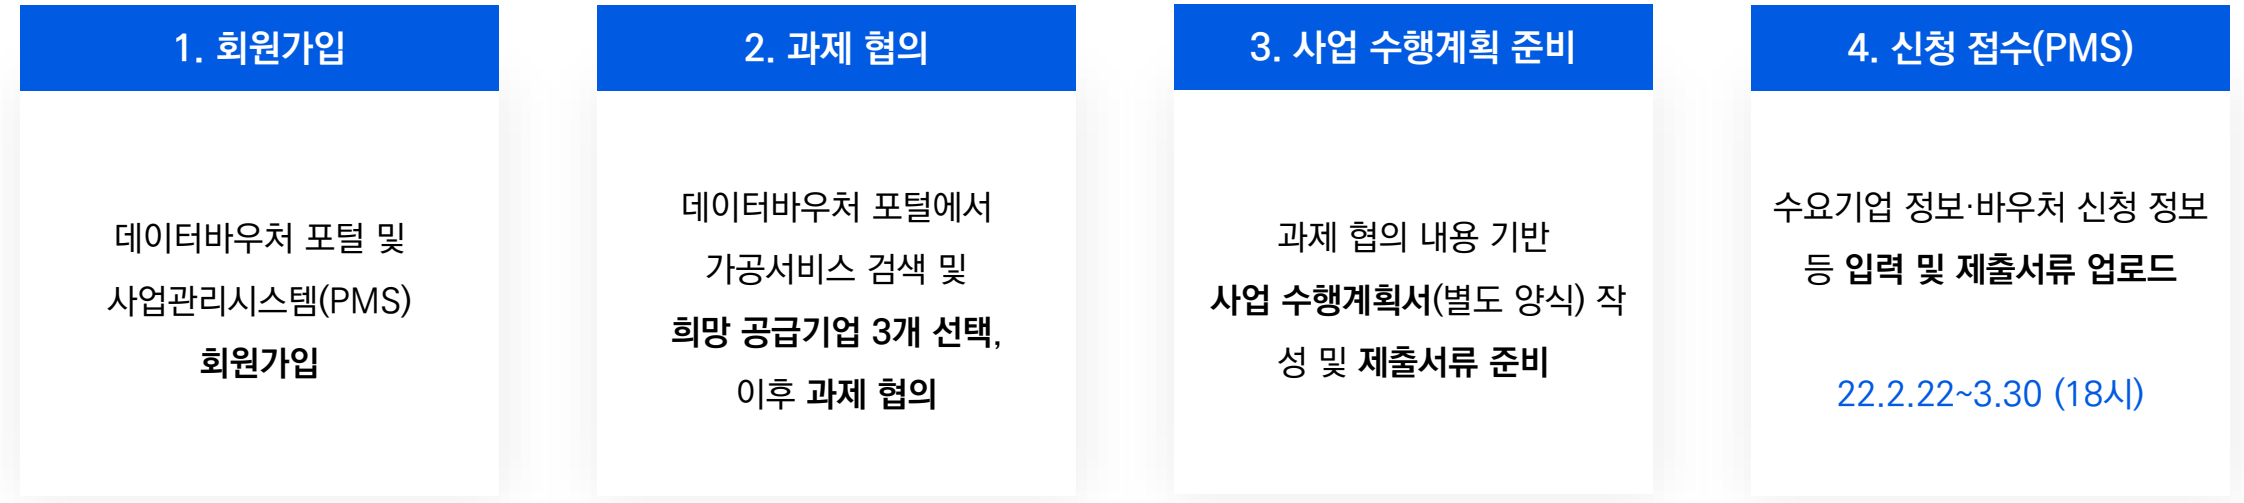 1. 회원가입
데이터바우처 포털 및
사업관리시스템(PMS)
회원가입
2. 과제 협의
데이터바우처 포털에서
가공서비스 검색 및
희망 공급기업 3개 선택,
이후 과제 협의
3. 사업 수행계획 준비
과제 협의 내용 기반
사업 수행계획서(별도 양식) 작
성 및 제출서류 준비
4. 신청 접수(PMS)
수요기업 정보·바우처 신청 정보
등 입력 및 제출서류 업로드
22.2.22~3.30 (18시)